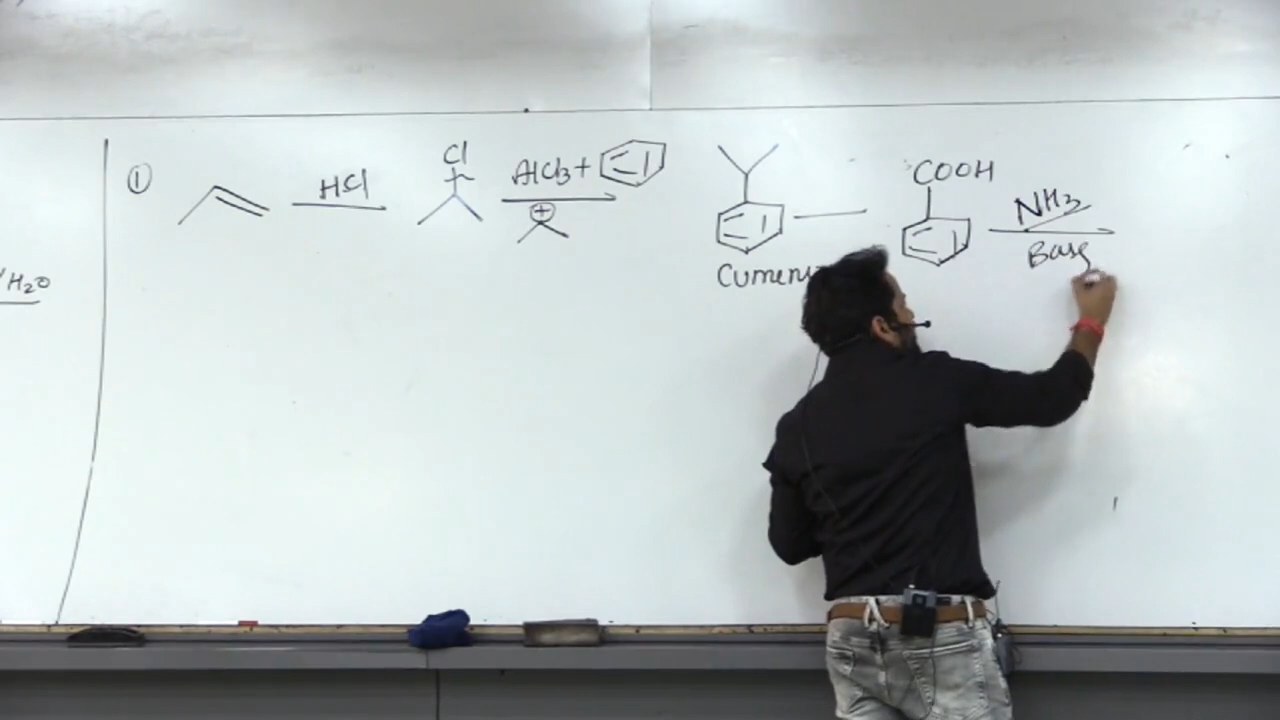 ①
HCl
Cl
AlCl3 +
⊕
Cumene
COOH
NH3
Base
/H2O